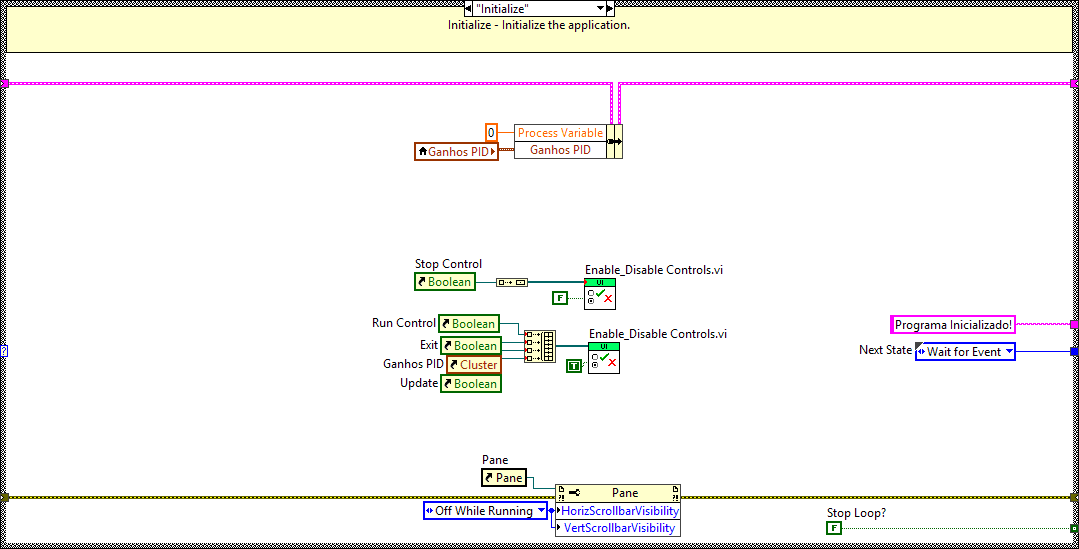 "Initialize"
Initialize - Initialize the application.
0
Process Variable
Ganhos PID
Ganhos PID
Stop Control
Boolean
Enable_Disable Controls.vi
VI
F
Run Control
Boolean
Enable_Disable Controls.vi
VI
Exit
Boolean
Ganhos PID
Cluster
T
Update
Boolean
Programa Inicializado!
Next State
Wait for Event
?
Pane
Pane
Pane
?!
?!
Off While Running
HorizScrollbarVisibility
VertScrollbarVisibility
Stop Loop?
F